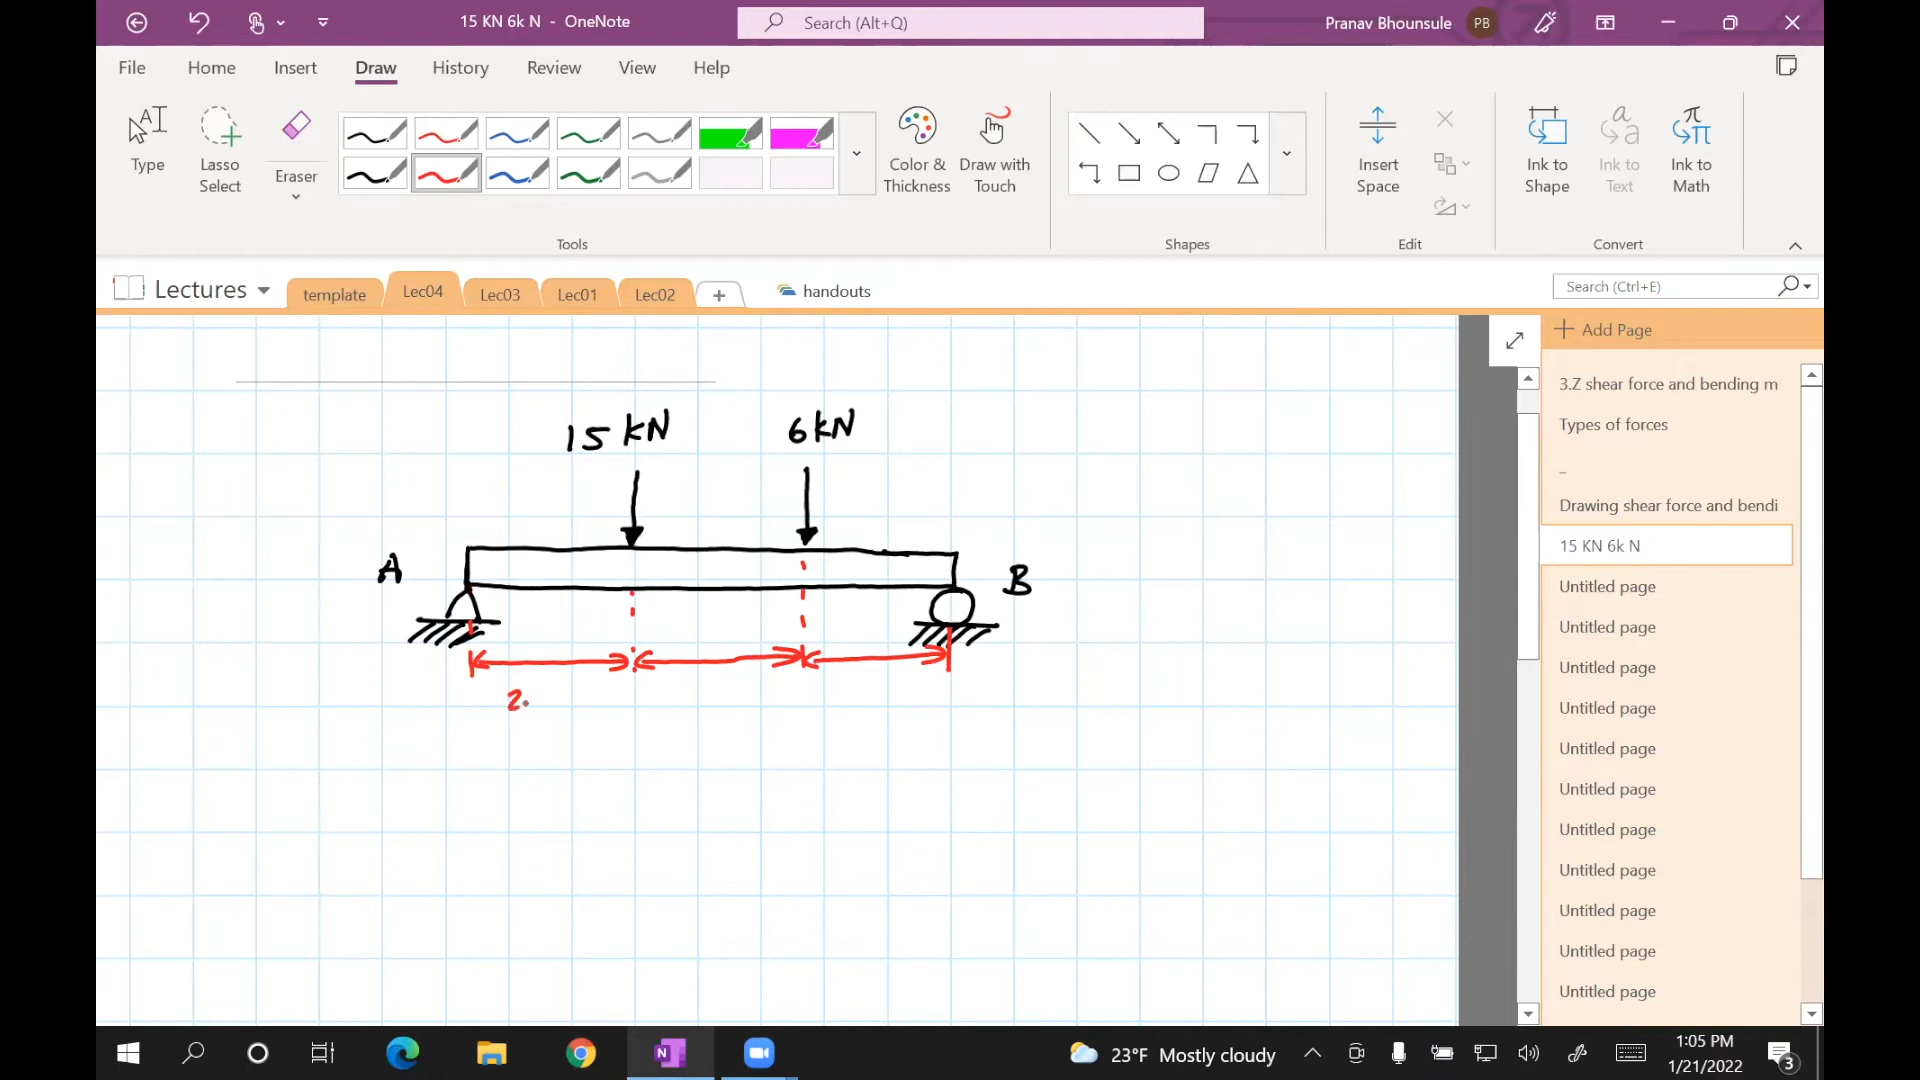 15 KN 6k N - OneNote
Search (Alt+Q)
Pranav Bhounsule PB
File Home Insert Draw History Review View Help
Type
Lasso Select
Eraser
Color & Thickness
Draw with Touch
Insert Space
Ink to Shape
Ink to Text
Ink to Math
Tools Shapes Edit Convert
Lectures template Lec04 Lec03 Lec01 Lec02 handouts
Search (Ctrl+E)
Add Page
3.Z shear force and bending m
Types of forces
Drawing shear force and bendi
15 KN 6k N
Untitled page
Untitled page
Untitled page
Untitled page
Untitled page
Untitled page
Untitled page
Untitled page
Untitled page
Untitled page
Untitled page
15 KN 6 KN
A B
2.
23°F Mostly cloudy
1:05 PM
1/21/2022
3